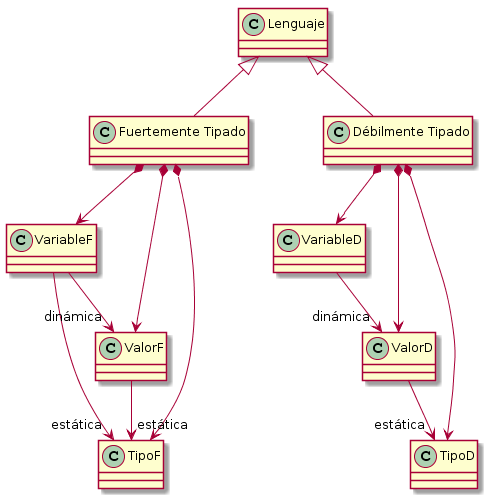 C Lenguaje
C Fuertemente Tipado
C Débilmente Tipado
C VariableF
C VariableD
dinámica
dinámica
C ValorF
C ValorD
estática
estática
estática
C TipoF
C TipoD